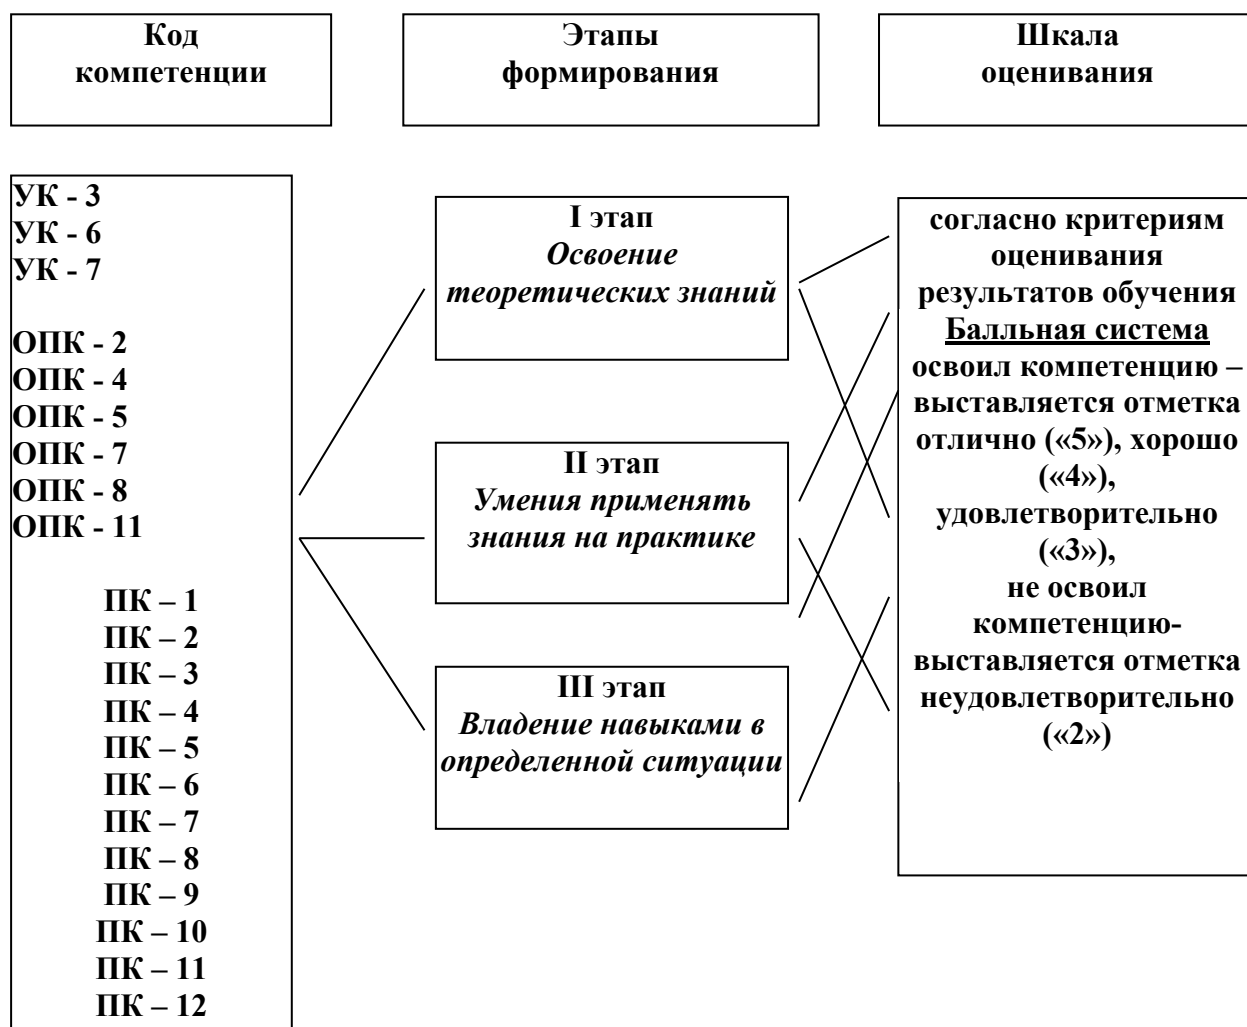 Код
компетенции
Этапы
формирования
Шкала
оценивания
УК - 3
УК - 6
УК - 7
ОПК - 2
ОПК - 4
ОПК - 5
ОПК - 7
ОПК - 8
ОПК - 11
ПК – 1
ПК – 2
ПК – 3
ПК – 4
ПК – 5
ПК – 6
ПК – 7
ПК – 8
ПК – 9
ПК – 10
ПК – 11
ПК – 12
I этап
Освоение
теоретических знаний
II этап
Умения применять
знания на практике
III этап
Владение навыками в
определенной ситуации
согласно критериям
оценивания
результатов обучения
Балльная система
освоил компетенцию –
выставляется отметка
отлично («5»), хорошо
(«4»),
удовлетворительно
(«3»),
не освоил
компетенцию-
выставляется отметка
неудовлетворительно
(«2»)